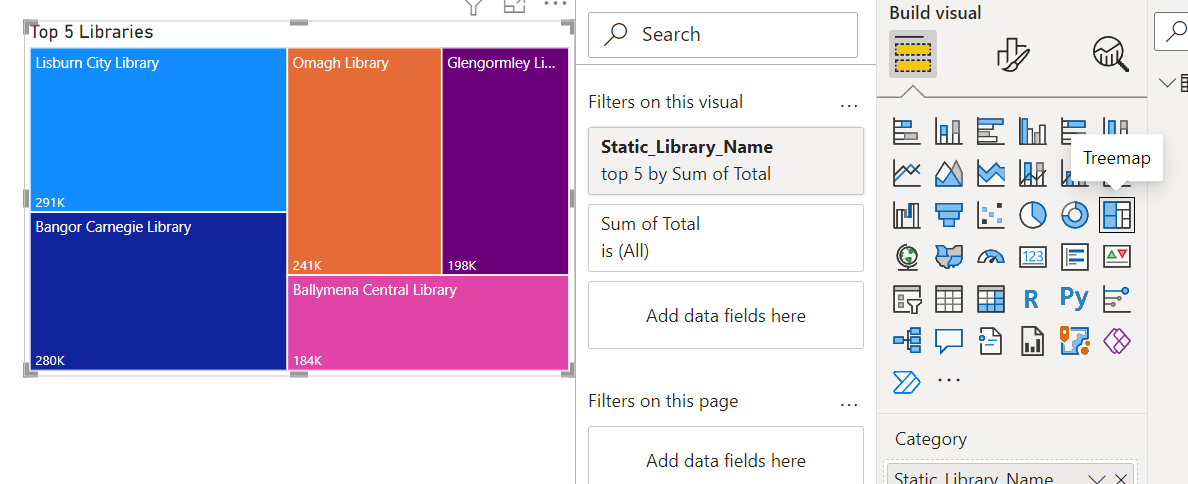 Top 5 Libraries
Lisburn City Library
291K
Bangor Carnegie Library
280K
Omagh Library
241K
Glengormley Li...
198K
Ballymena Central Library
184K
Search
Filters on this visual
...
Static_Library_Name
top 5 by Sum of Total
Sum of Total
is (All)
Add data fields here
Filters on this page
...
Add data fields here
Build visual
Treemap
123
R
Py
...
Category
Static_Library_Name